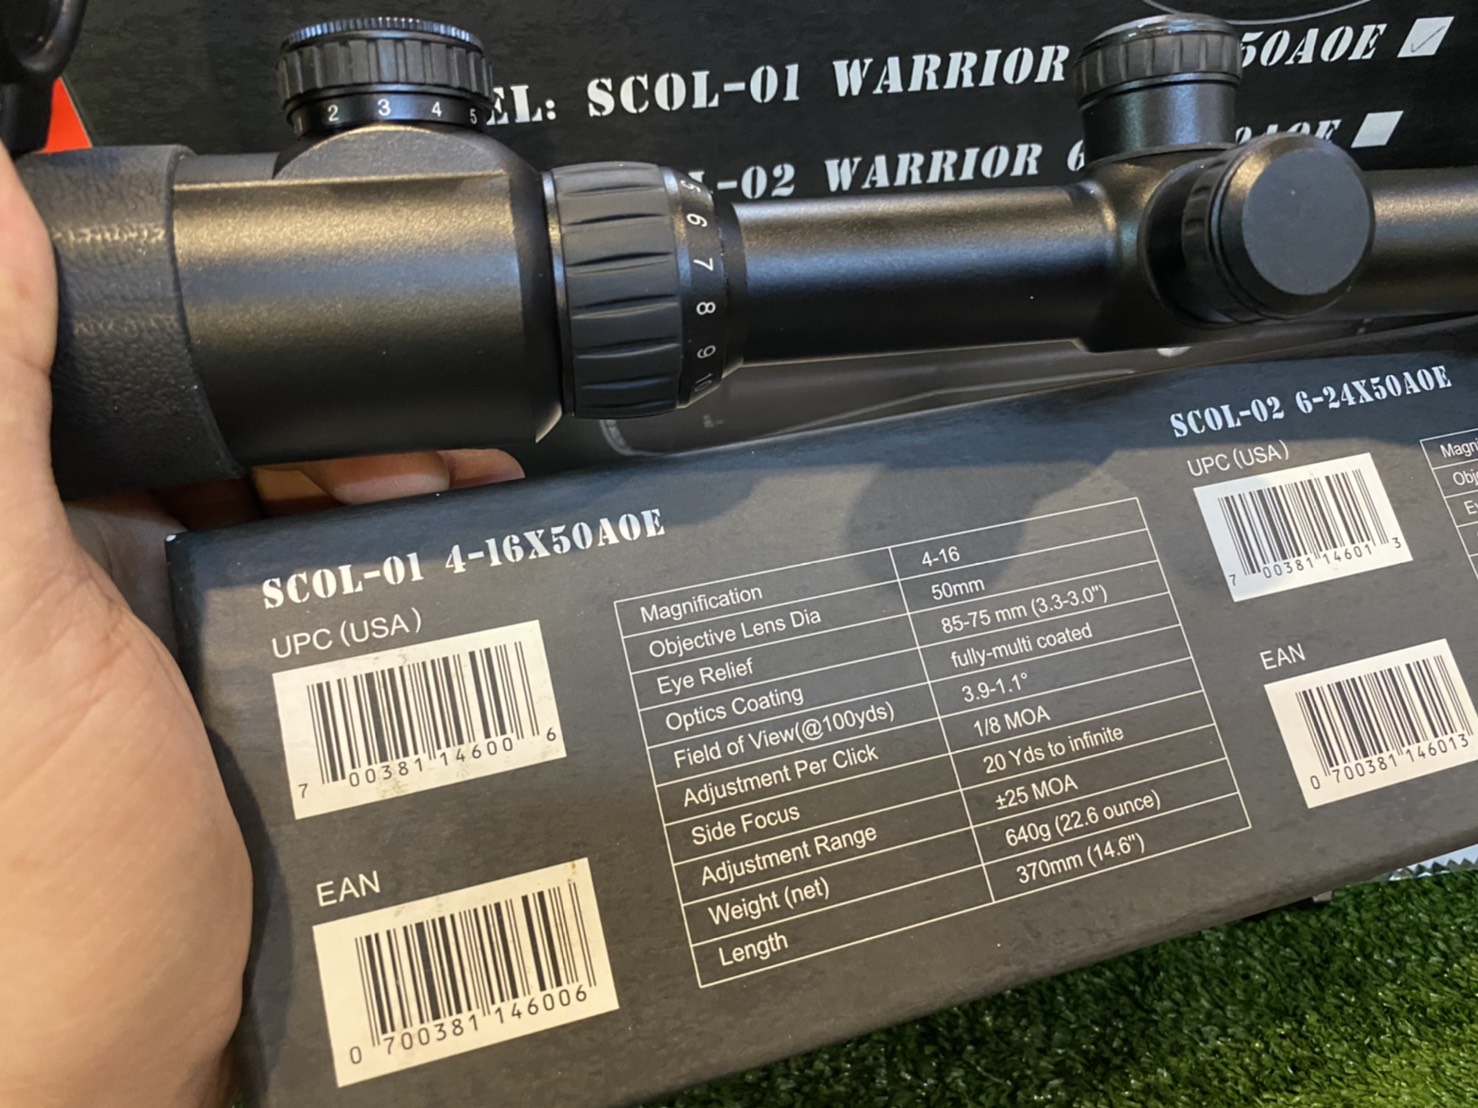 EL: SCOL-01 WARRIOR 50AOE
-02 WARRIOR 6
2 3 4 5
5
6
7
8
9
10
SCOL-01 4-16X50AOE
UPC (USA)
7 00381 14600 6
EAN
0 700381 146006
Magnification 4-16
Objective Lens Dia 50mm
Eye Relief 85-75 mm (3.3-3.0")
Optics Coating fully-multi coated
Field of View(@100yds) 3.9-1.1°
Adjustment Per Click 1/8 MOA
Side Focus 20 Yds to infinite
Adjustment Range ±25 MOA
Weight (net) 640g (22.6 ounce)
Length 370mm (14.6")
SCOL-02 6-24X50AOE
UPC (USA)
7 00381 14601 3
EAN
0 700381 146013
Magn
Obj
E